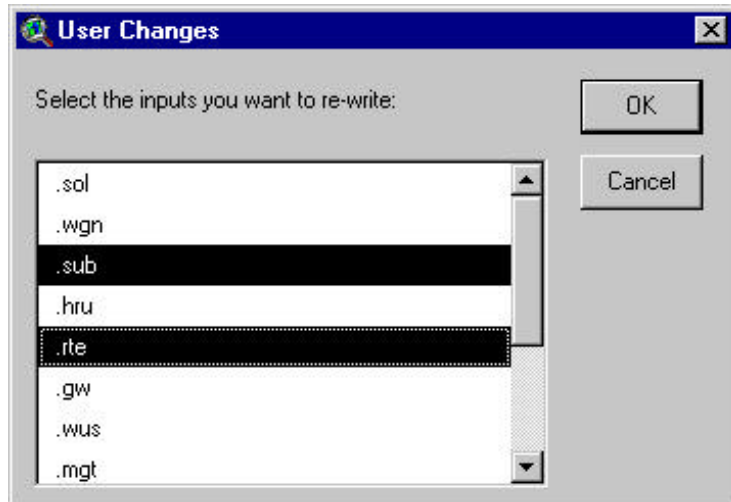 User Changes
Select the inputs you want to re-write:
OK
Cancel
.sol
.wgn
.sub
.hru
.rte
.gw
.wus
.mgt